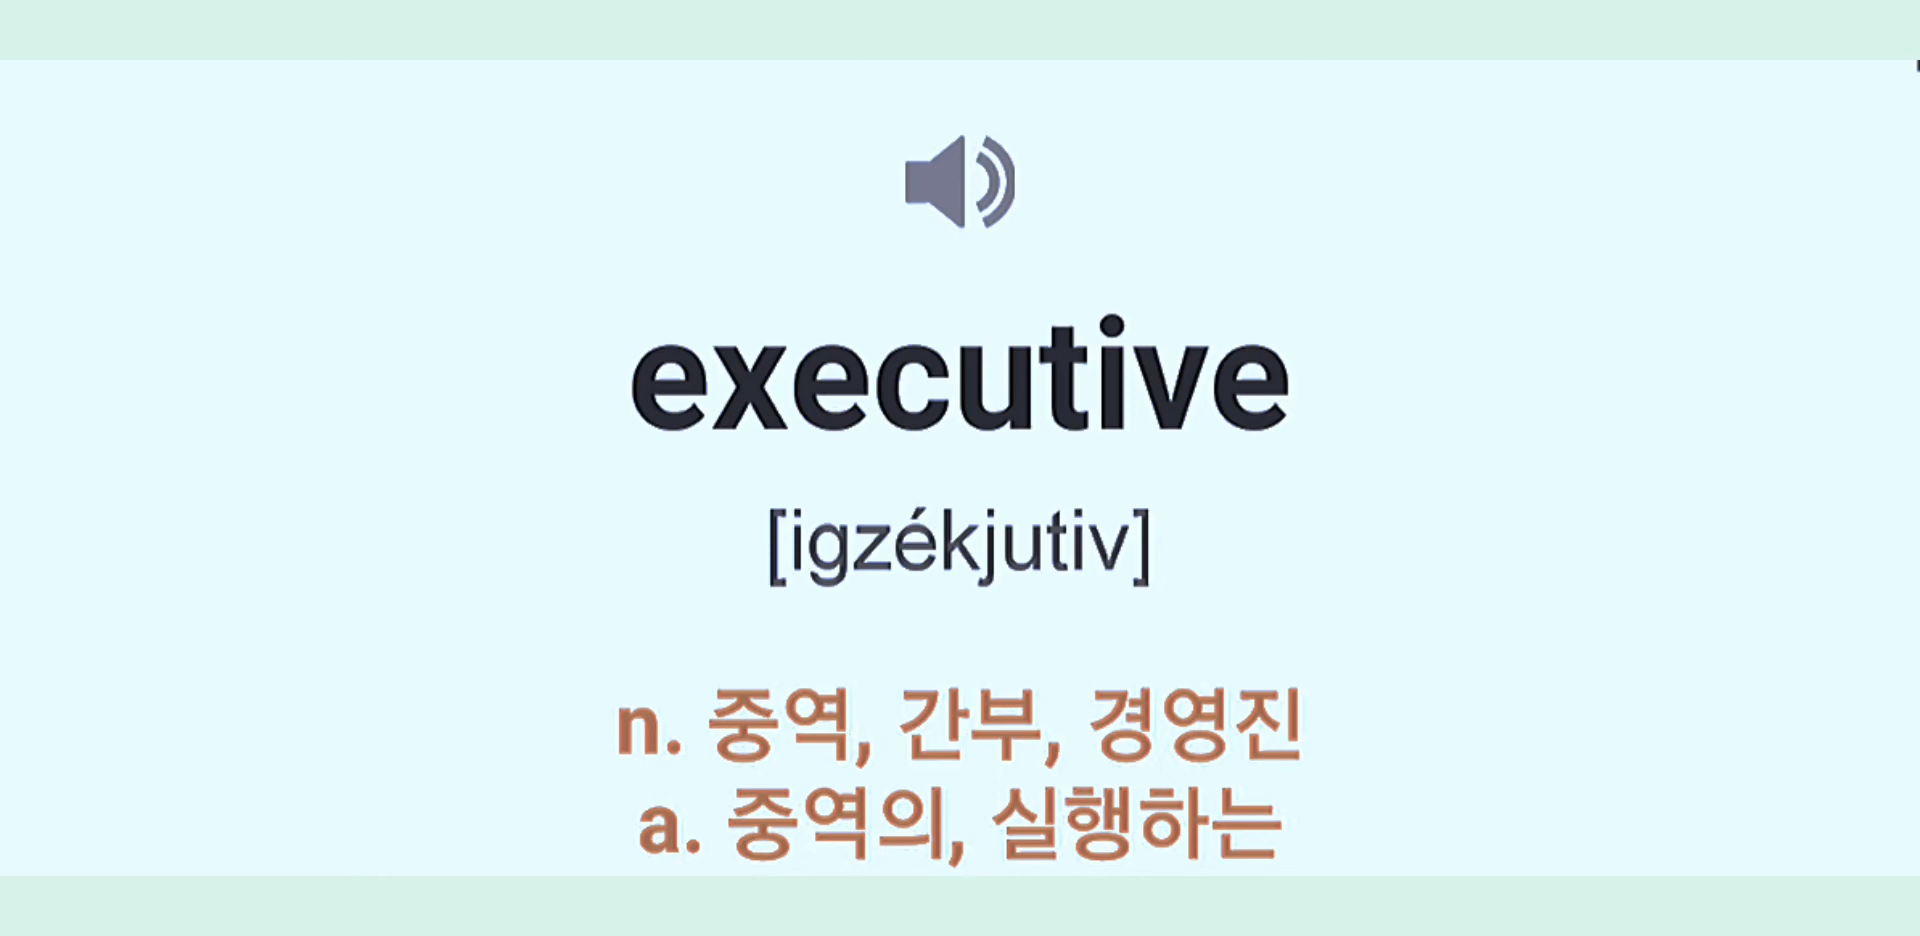 executive
[igzékjutiv]
n. 중역, 간부, 경영진
a. 중역의, 실행하는